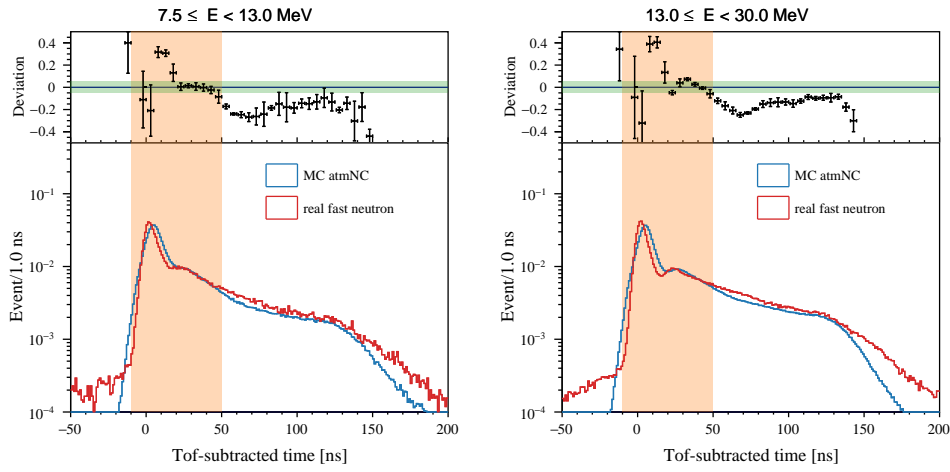 7.5 ≤ E < 13.0 MeV
0.4
0.2
0
−0.2
−0.4
Deviation
MC atmNC
real fast neutron
10⁻¹
10⁻²
10⁻³
10⁻⁴
Event/1.0 ns
−50 0 50 100 150 200
Tof-subtracted time [ns]
13.0 ≤ E < 30.0 MeV
0.4
0.2
0
−0.2
−0.4
Deviation
MC atmNC
real fast neutron
10⁻¹
10⁻²
10⁻³
10⁻⁴
Event/1.0 ns
−50 0 50 100 150 200
Tof-subtracted time [ns]